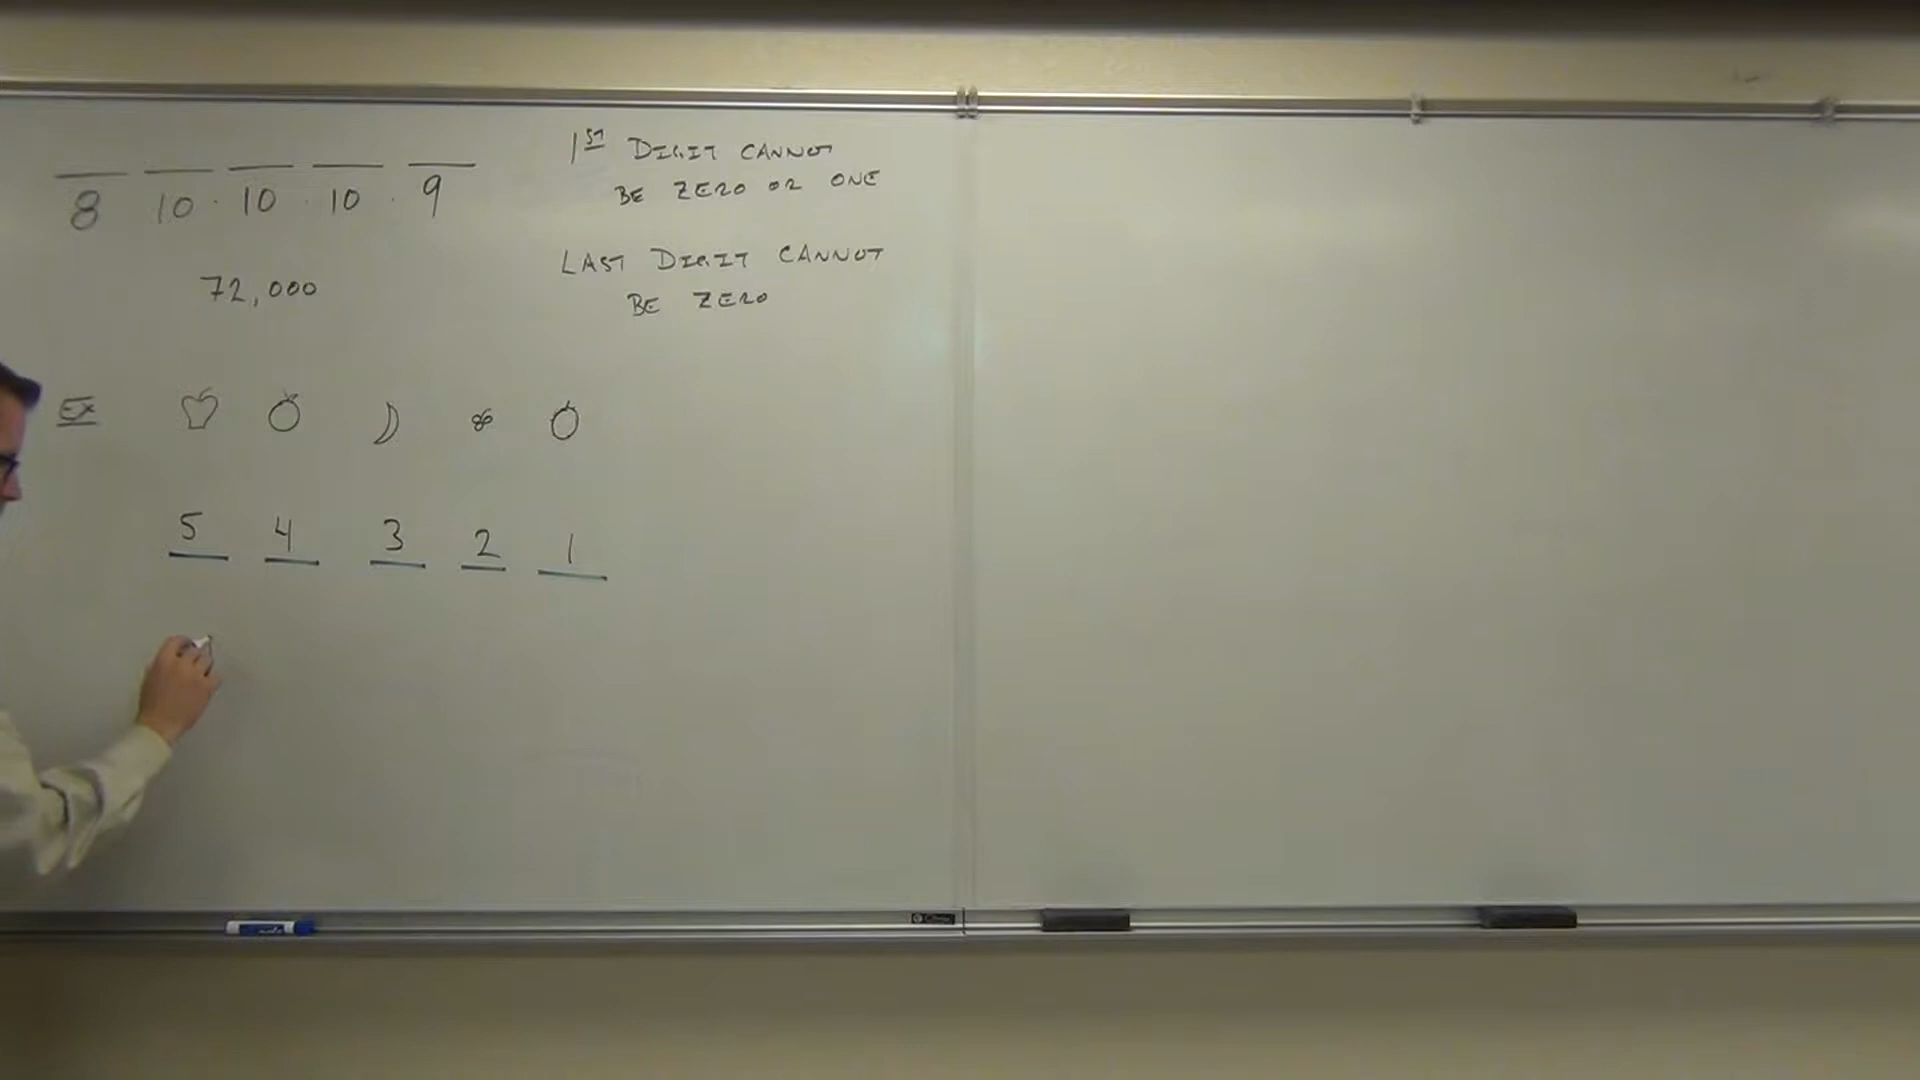 8 10 · 10 · 10 · 9
72,000
1ST DIGIT CANNOT
BE ZERO OR ONE
LAST DIGIT CANNOT
BE ZERO
EX
5 4 3 2 1